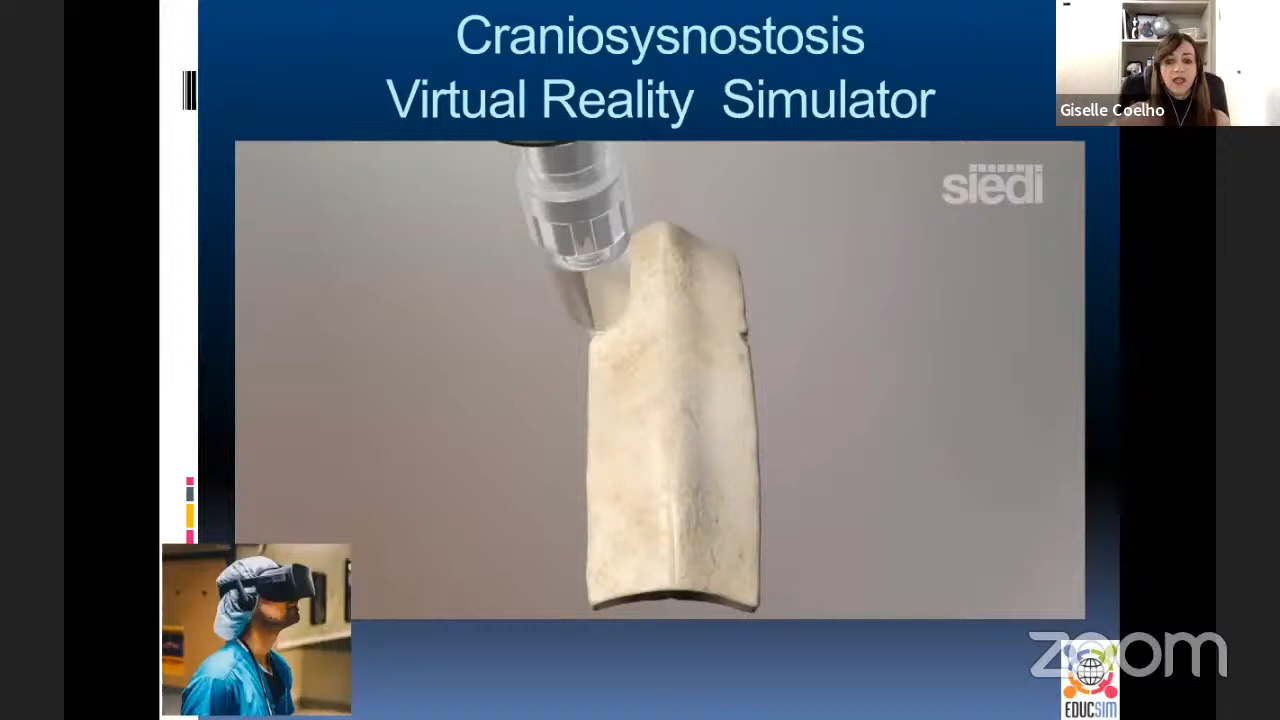 Craniosysnostosis
Virtual Reality Simulator
Giselle Coelho
siedi
zoom
EDUCSIM